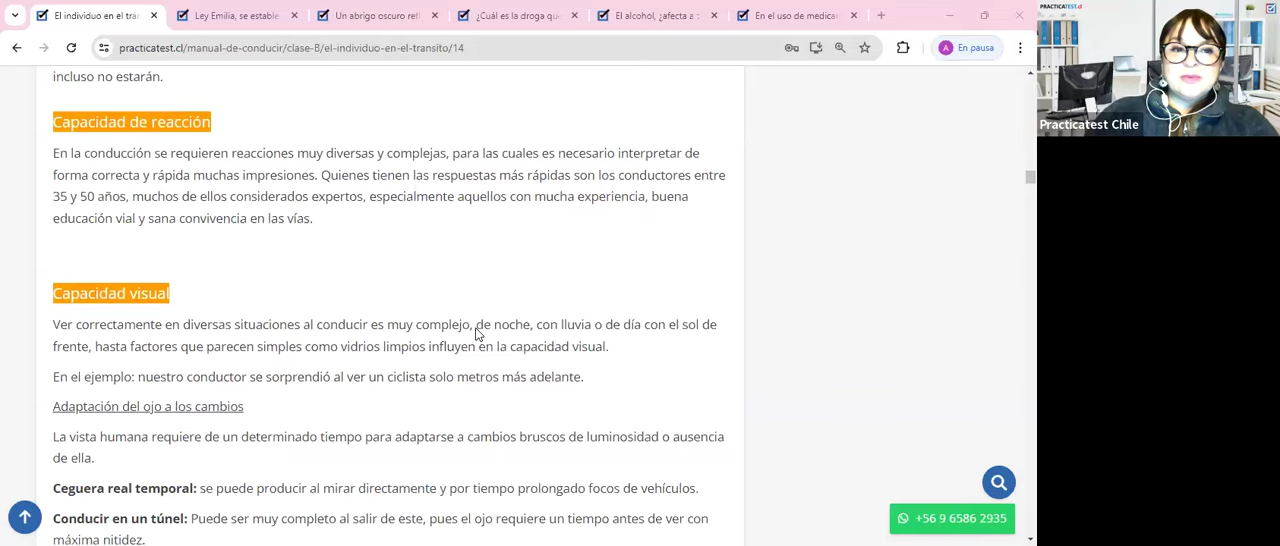 El individuo en el trán
Ley Emilia, se estable
Un abrigo oscuro refl
¿Cuál es la droga que
El alcohol, ¿afecta a t
En el uso de medicam
practicatest.cl/manual-de-conducir/clase-B/el-individuo-en-el-transito/14
A En pausa
PRACTICATEST.cl
Practicatest Chile
incluso no estarán.
Capacidad de reacción
En la conducción se requieren reacciones muy diversas y complejas, para las cuales es necesario interpretar de
forma correcta y rápida muchas impresiones. Quienes tienen las respuestas más rápidas son los conductores entre
35 y 50 años, muchos de ellos considerados expertos, especialmente aquellos con mucha experiencia, buena
educación vial y sana convivencia en las vías.
Capacidad visual
Ver correctamente en diversas situaciones al conducir es muy complejo, de noche, con lluvia o de día con el sol de
frente, hasta factores que parecen simples como vidrios limpios influyen en la capacidad visual.
En el ejemplo: nuestro conductor se sorprendió al ver un ciclista solo metros más adelante.
Adaptación del ojo a los cambios
La vista humana requiere de un determinado tiempo para adaptarse a cambios bruscos de luminosidad o ausencia
de ella.
Ceguera real temporal: se puede producir al mirar directamente y por tiempo prolongado focos de vehículos.
Conducir en un túnel: Puede ser muy completo al salir de este, pues el ojo requiere un tiempo antes de ver con
máxima nitidez.
+56 9 6586 2935